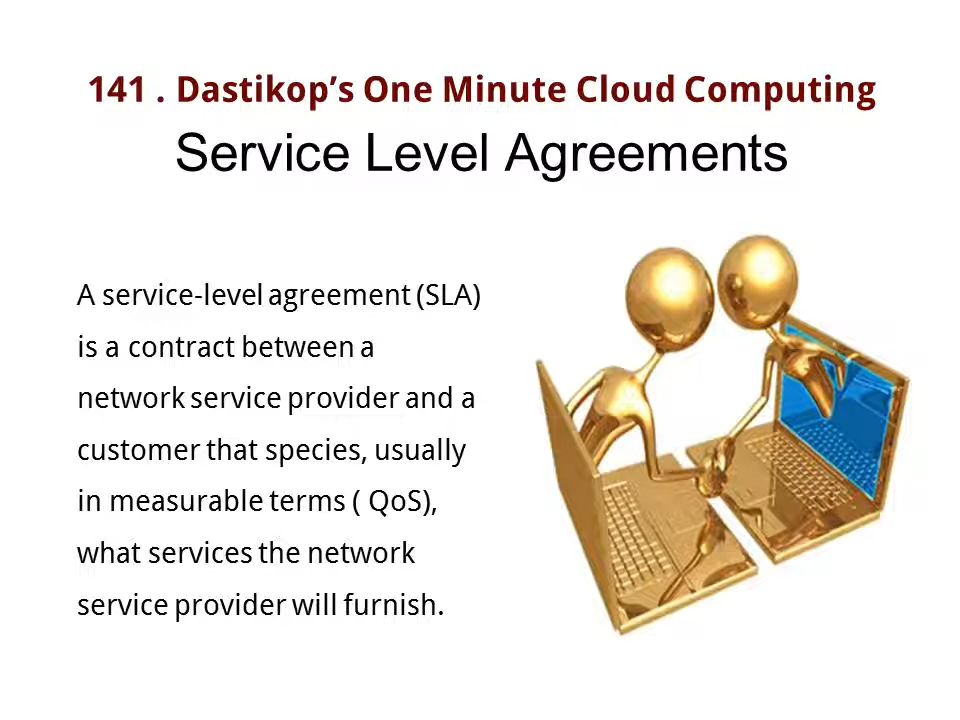 141 . Dastikop’s One Minute Cloud Computing
Service Level Agreements
A service-level agreement (SLA)
is a contract between a
network service provider and a
customer that species, usually
in measurable terms ( QoS),
what services the network
service provider will furnish.